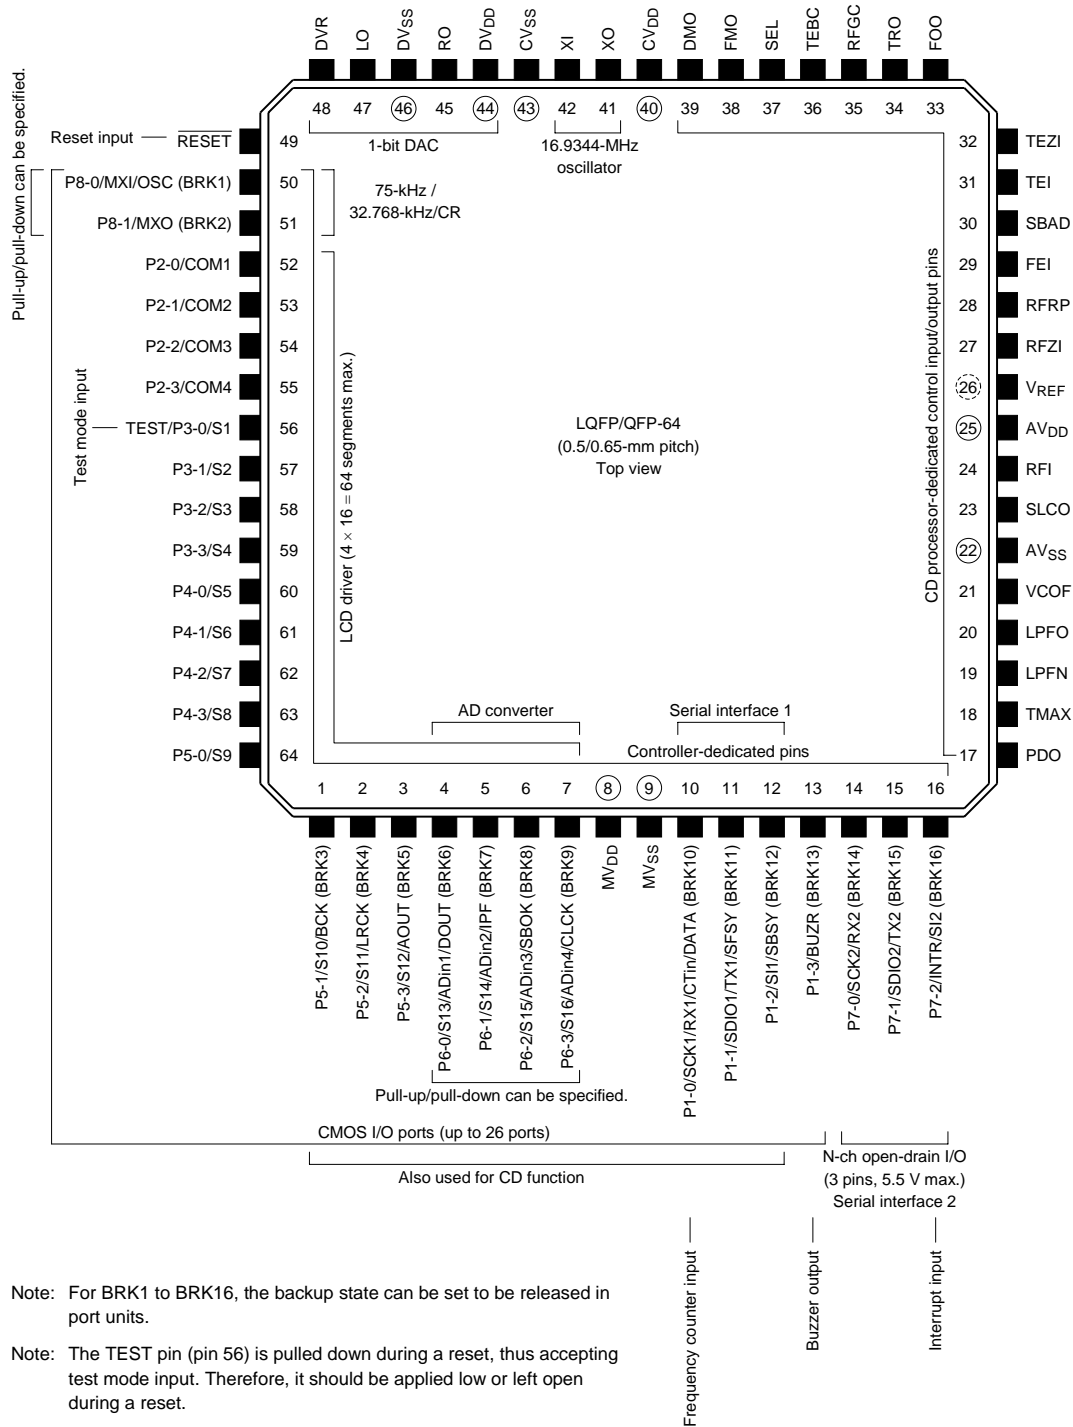 DVR
LO
DVSS
RO
DVDD
CVSS
XI
XO
CVDD
DMO
FMO
SEL
TEBC
RFGC
TRO
FOO
48 47 46 45 44 43 42 41 40 39 38 37 36 35 34 33
1-bit DAC
16.9344-MHz
oscillator
Pull-up/pull-down can be specified.
Reset input
RESET 49
P8-0/MXI/OSC (BRK1) 50
P8-1/MXO (BRK2) 51
75-kHz /
32.768-kHz/CR
P2-0/COM1 52
P2-1/COM2 53
P2-2/COM3 54
P2-3/COM4 55
Test mode input
TEST/P3-0/S1 56
P3-1/S2 57
P3-2/S3 58
P3-3/S4 59
P4-0/S5 60
P4-1/S6 61
P4-2/S7 62
P4-3/S8 63
P5-0/S9 64
LCD driver (4 × 16 = 64 segments max.)
LQFP/QFP-64
(0.5/0.65-mm pitch)
Top view
CD processor-dedicated control input/output pins
32 TEZI
31 TEI
30 SBAD
29 FEI
28 RFRP
27 RFZI
26 VREF
25 AVDD
24 RFI
23 SLCO
22 AVSS
21 VCOF
20 LPFO
19 LPFN
18 TMAX
17 PDO
AD converter
Serial interface 1
Controller-dedicated pins
1 2 3 4 5 6 7 8 9 10 11 12 13 14 15 16
P5-1/S10/BCK (BRK3)
P5-2/S11/LRCK (BRK4)
P5-3/S12/AOUT (BRK5)
P6-0/S13/ADin1/DOUT (BRK6)
P6-1/S14/ADin2/IPF (BRK7)
P6-2/S15/ADin3/SBOK (BRK8)
P6-3/S16/ADin4/CLCK (BRK9)
MVDD
MVSS
P1-0/SCK1/RX1/CTin/DATA (BRK10)
P1-1/SDIO1/TX1/SFSY (BRK11)
P1-2/SI1/SBSY (BRK12)
P1-3/BUZR (BRK13)
P7-0/SCK2/RX2 (BRK14)
P7-1/SDIO2/TX2 (BRK15)
P7-2/INTR/SI2 (BRK16)
Pull-up/pull-down can be specified.
CMOS I/O ports (up to 26 ports)
Also used for CD function
N-ch open-drain I/O
(3 pins, 5.5 V max.)
Serial interface 2
Frequency counter input
Buzzer output
Interrupt input
Note: For BRK1 to BRK16, the backup state can be set to be released in
port units.
Note: The TEST pin (pin 56) is pulled down during a reset, thus accepting
test mode input. Therefore, it should be applied low or left open
during a reset.